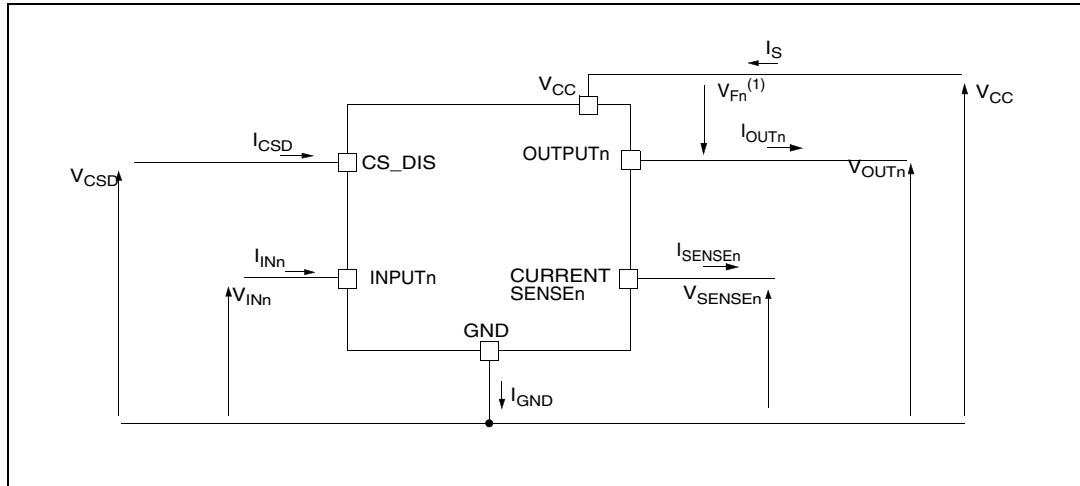 I_S
V_CC
V_Fn^(1)
V_CC
I_CSD
I_OUTn
CS_DIS
OUTPUTn
V_CSD
V_OUTn
I_INn
I_SENSEn
INPUTn
CURRENT
SENSEn
V_INn
V_SENSEn
GND
I_GND